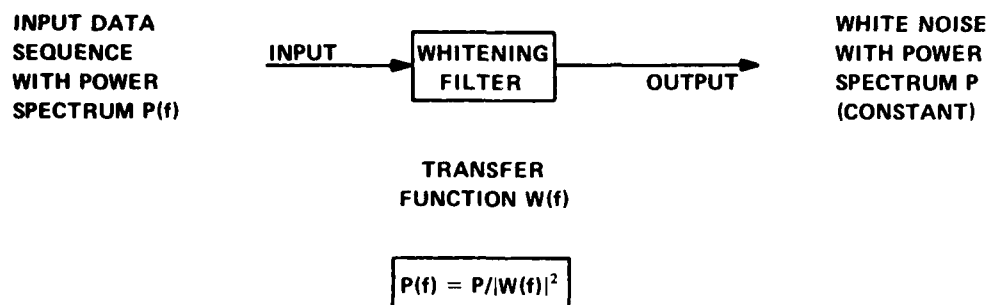 INPUT DATA
SEQUENCE
WITH POWER
SPECTRUM P(f)
INPUT
WHITENING
FILTER
OUTPUT
WHITE NOISE
WITH POWER
SPECTRUM P
(CONSTANT)
TRANSFER
FUNCTION W(f)
P(f) = P/|W(f)|²